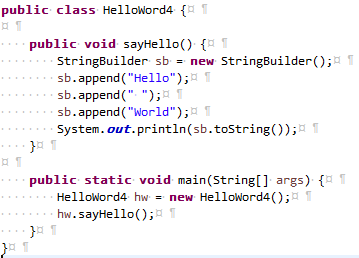 public class HelloWord4 {
    public void sayHello() {
        StringBuilder sb = new StringBuilder();
        sb.append("Hello");
        sb.append(" ");
        sb.append("World");
        System.out.println(sb.toString());
    }
    public static void main(String[] args) {
        HelloWord4 hw = new HelloWord4();
        hw.sayHello();
    }
}